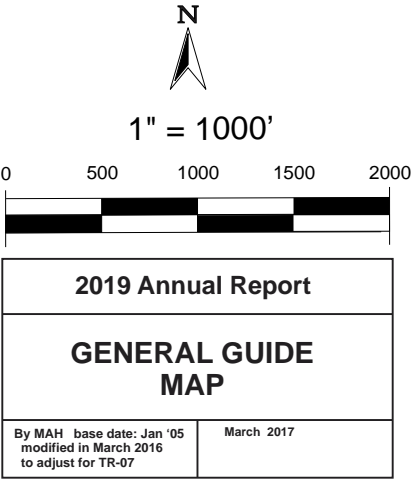 N
1" = 1000’
0 500 1000 1500 2000
2019 Annual Report
GENERAL GUIDE
MAP
By MAH base date: Jan ‘05
modified in March 2016
to adjust for TR-07
March 2017